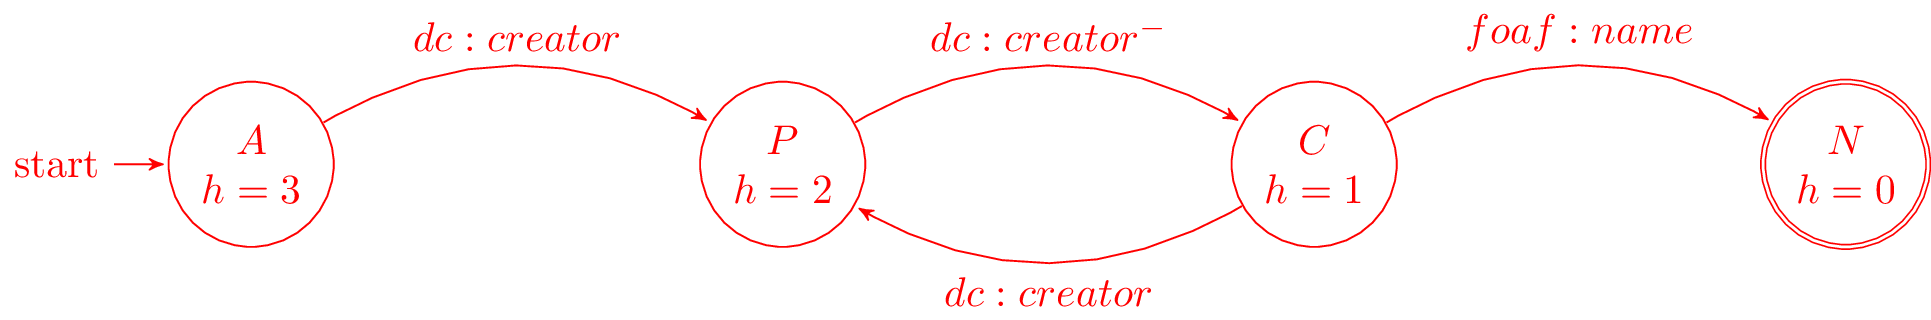 dc : creator
dc : creator⁻
foaf : name
start
A
h = 3
P
h = 2
C
h = 1
N
h = 0
dc : creator